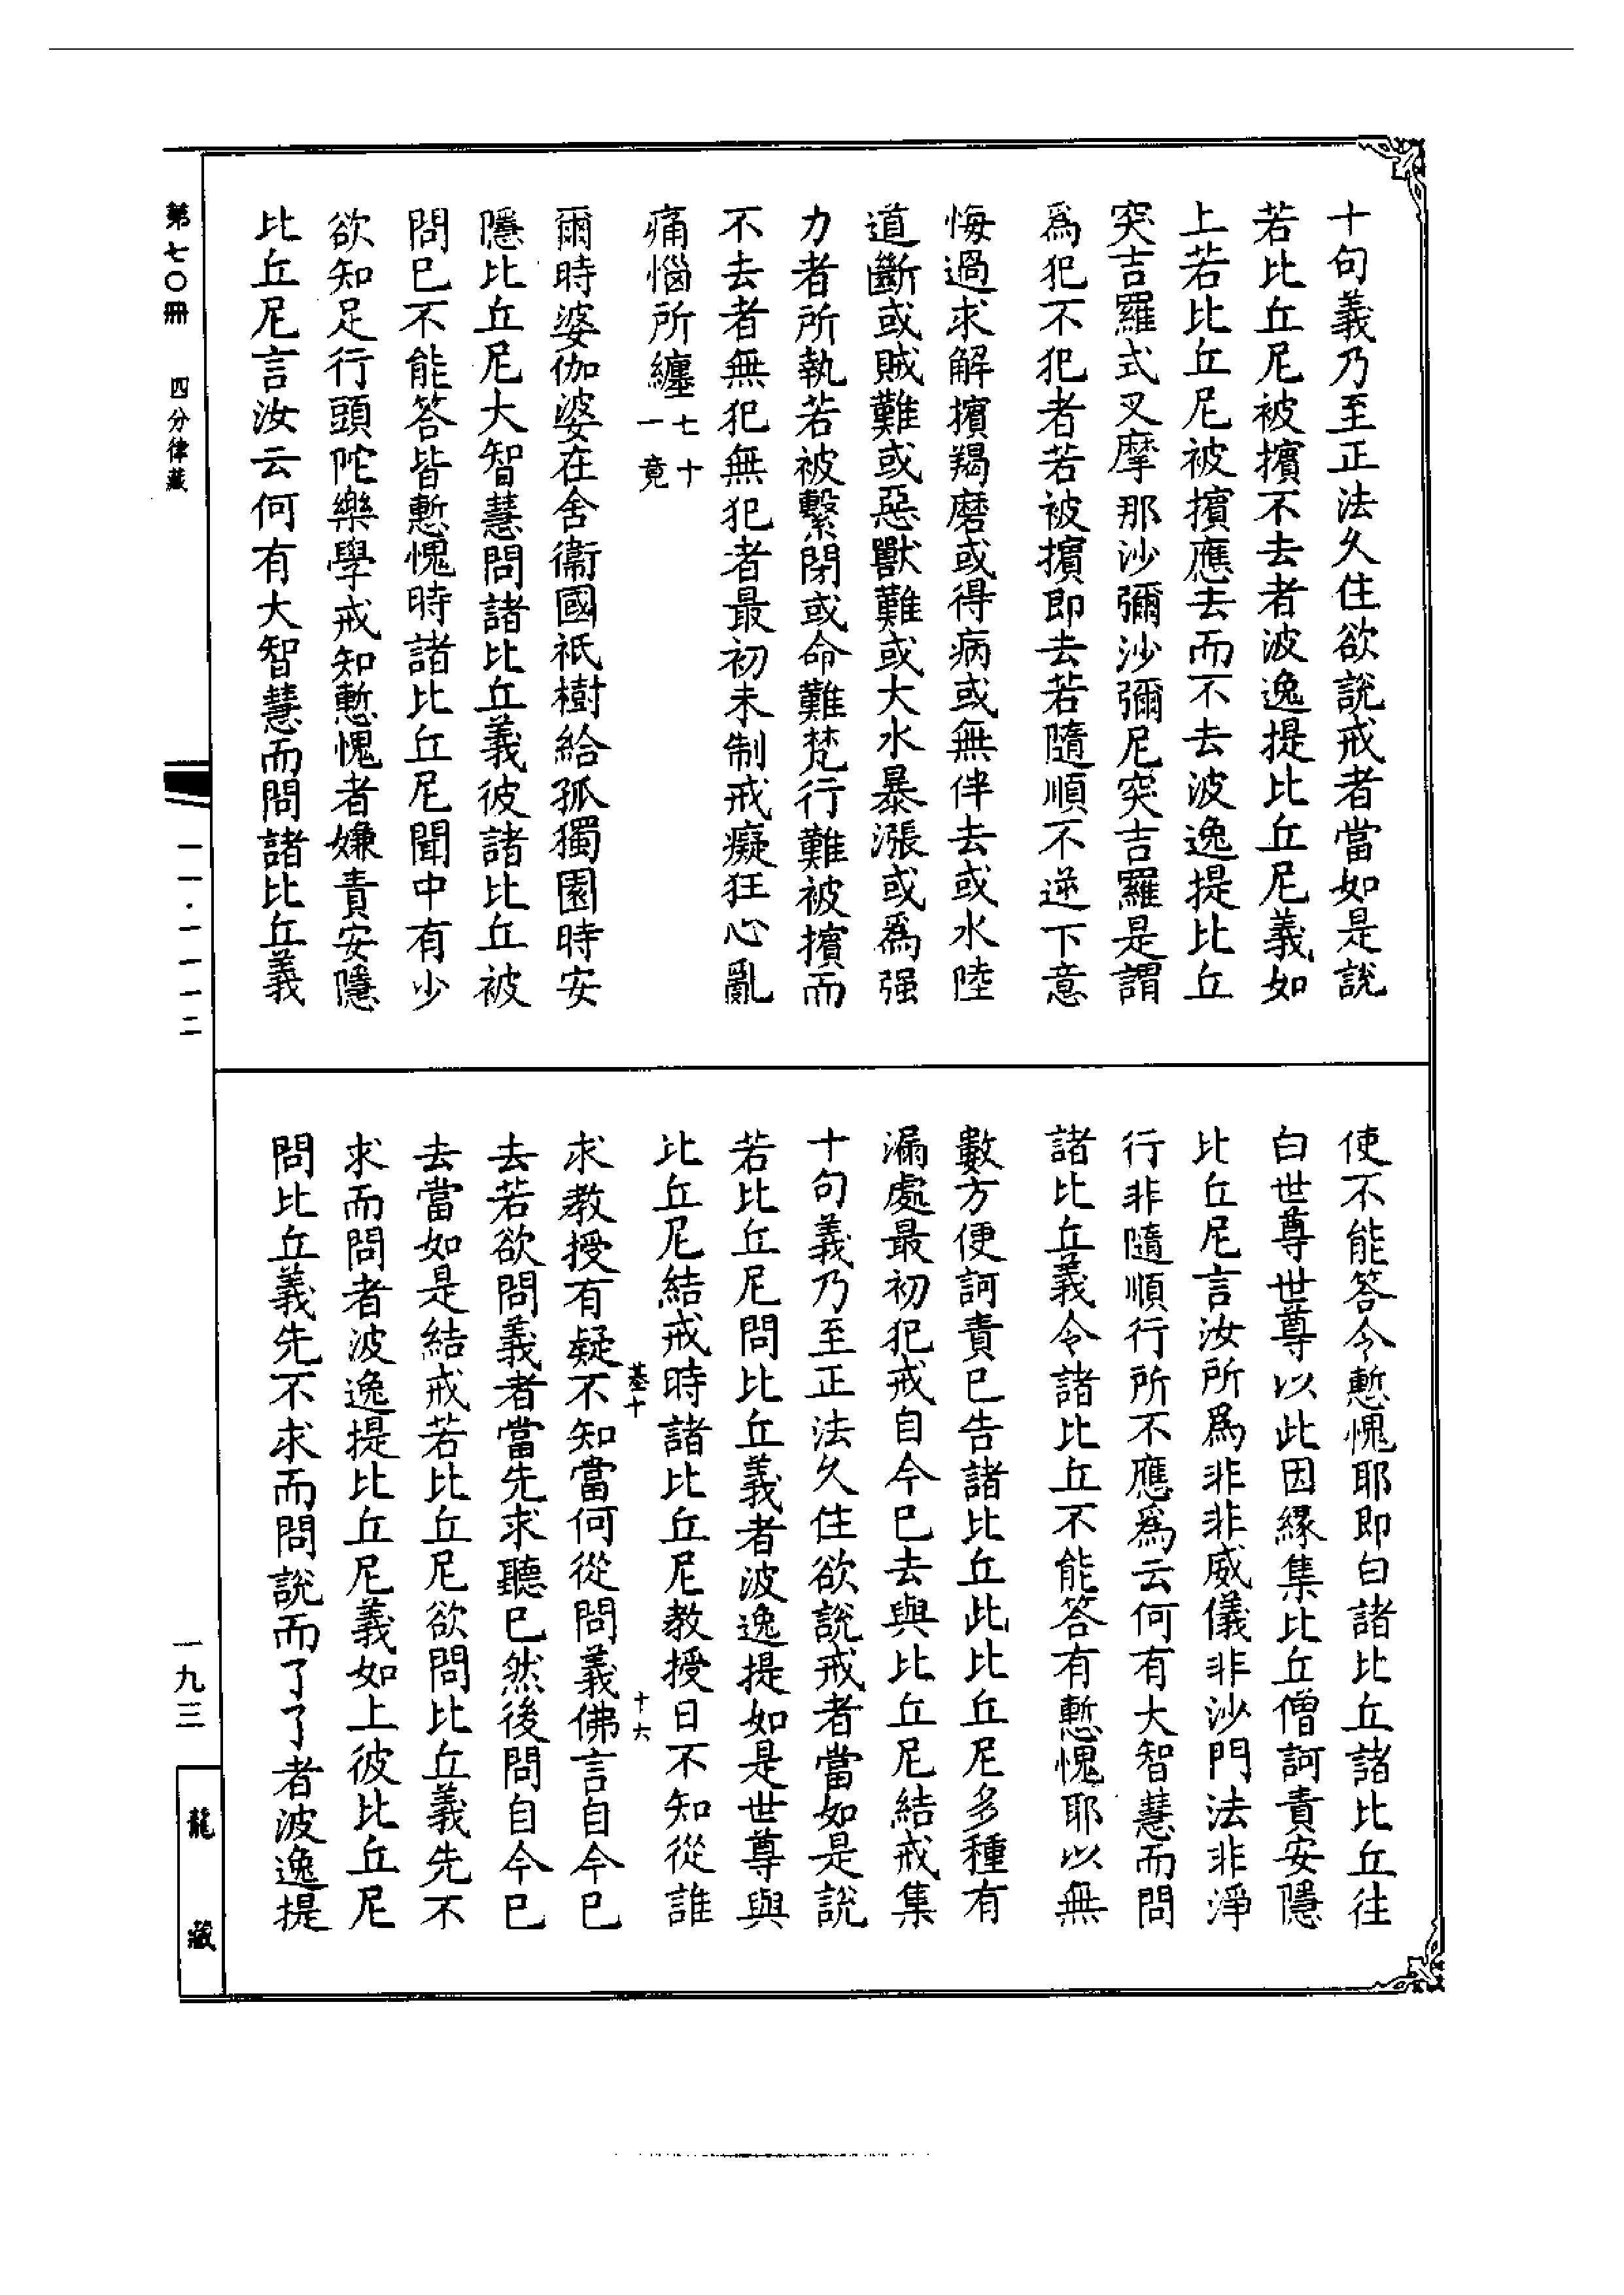 十句義乃至正法久住欲說戒者當如是說
若比丘尼被擯不去者波逸提比丘尼義如
上若比丘尼被擯應去而不去波逸提比丘
突吉羅式叉摩那沙彌沙彌尼突吉羅是謂
爲犯不犯者若被擯即去若隨順不逆下意
悔過求解擯羯磨或得病或無伴去或水陸
道斷或賊難或惡獸難或大水暴漲或爲强
力者所執若被繫閉或命難梵行難被擯而
不去者無犯無犯者最初未制戒癡狂心亂
痛惱所纏七十一竟
爾時婆伽婆在舍衞國祇樹給孤獨園時安
隱比丘尼大智慧問諸比丘義彼諸比丘被
問已不能答皆慙愧時諸比丘尼聞中有少
欲知足行頭陀樂學戒知慙愧者嫌責安隱
比丘尼言汝云何有大智慧而問諸比丘義
使不能答令慙愧耶即白諸比丘諸比丘往
白世尊世尊以此因緣集比丘僧訶責安隱
比丘尼言汝所爲非非威儀非沙門法非淨
行非隨順行所不應爲云何有大智慧而問
諸比丘義令諸比丘不能答有慙愧耶以無
數方便訶責已告諸比丘此比丘尼多種有
漏處最初犯戒自今已去與比丘尼結戒集
十句義乃至正法久住欲說戒者當如是說
若比丘尼問比丘義者波逸提如是世尊與
比丘尼結戒時諸比丘尼教授日不知從誰
基十
十六
求教授有疑不知當何從問義佛言自今已
去若欲問義者當先求聽已然後問自今已
去當如是結戒若比丘尼欲問比丘義先不
求而問者波逸提比丘尼義如上彼比丘尼
問比丘義先不求而問說而了了者波逸提
第七〇冊
四分律藏
一一·一一一二
一九三
龍藏